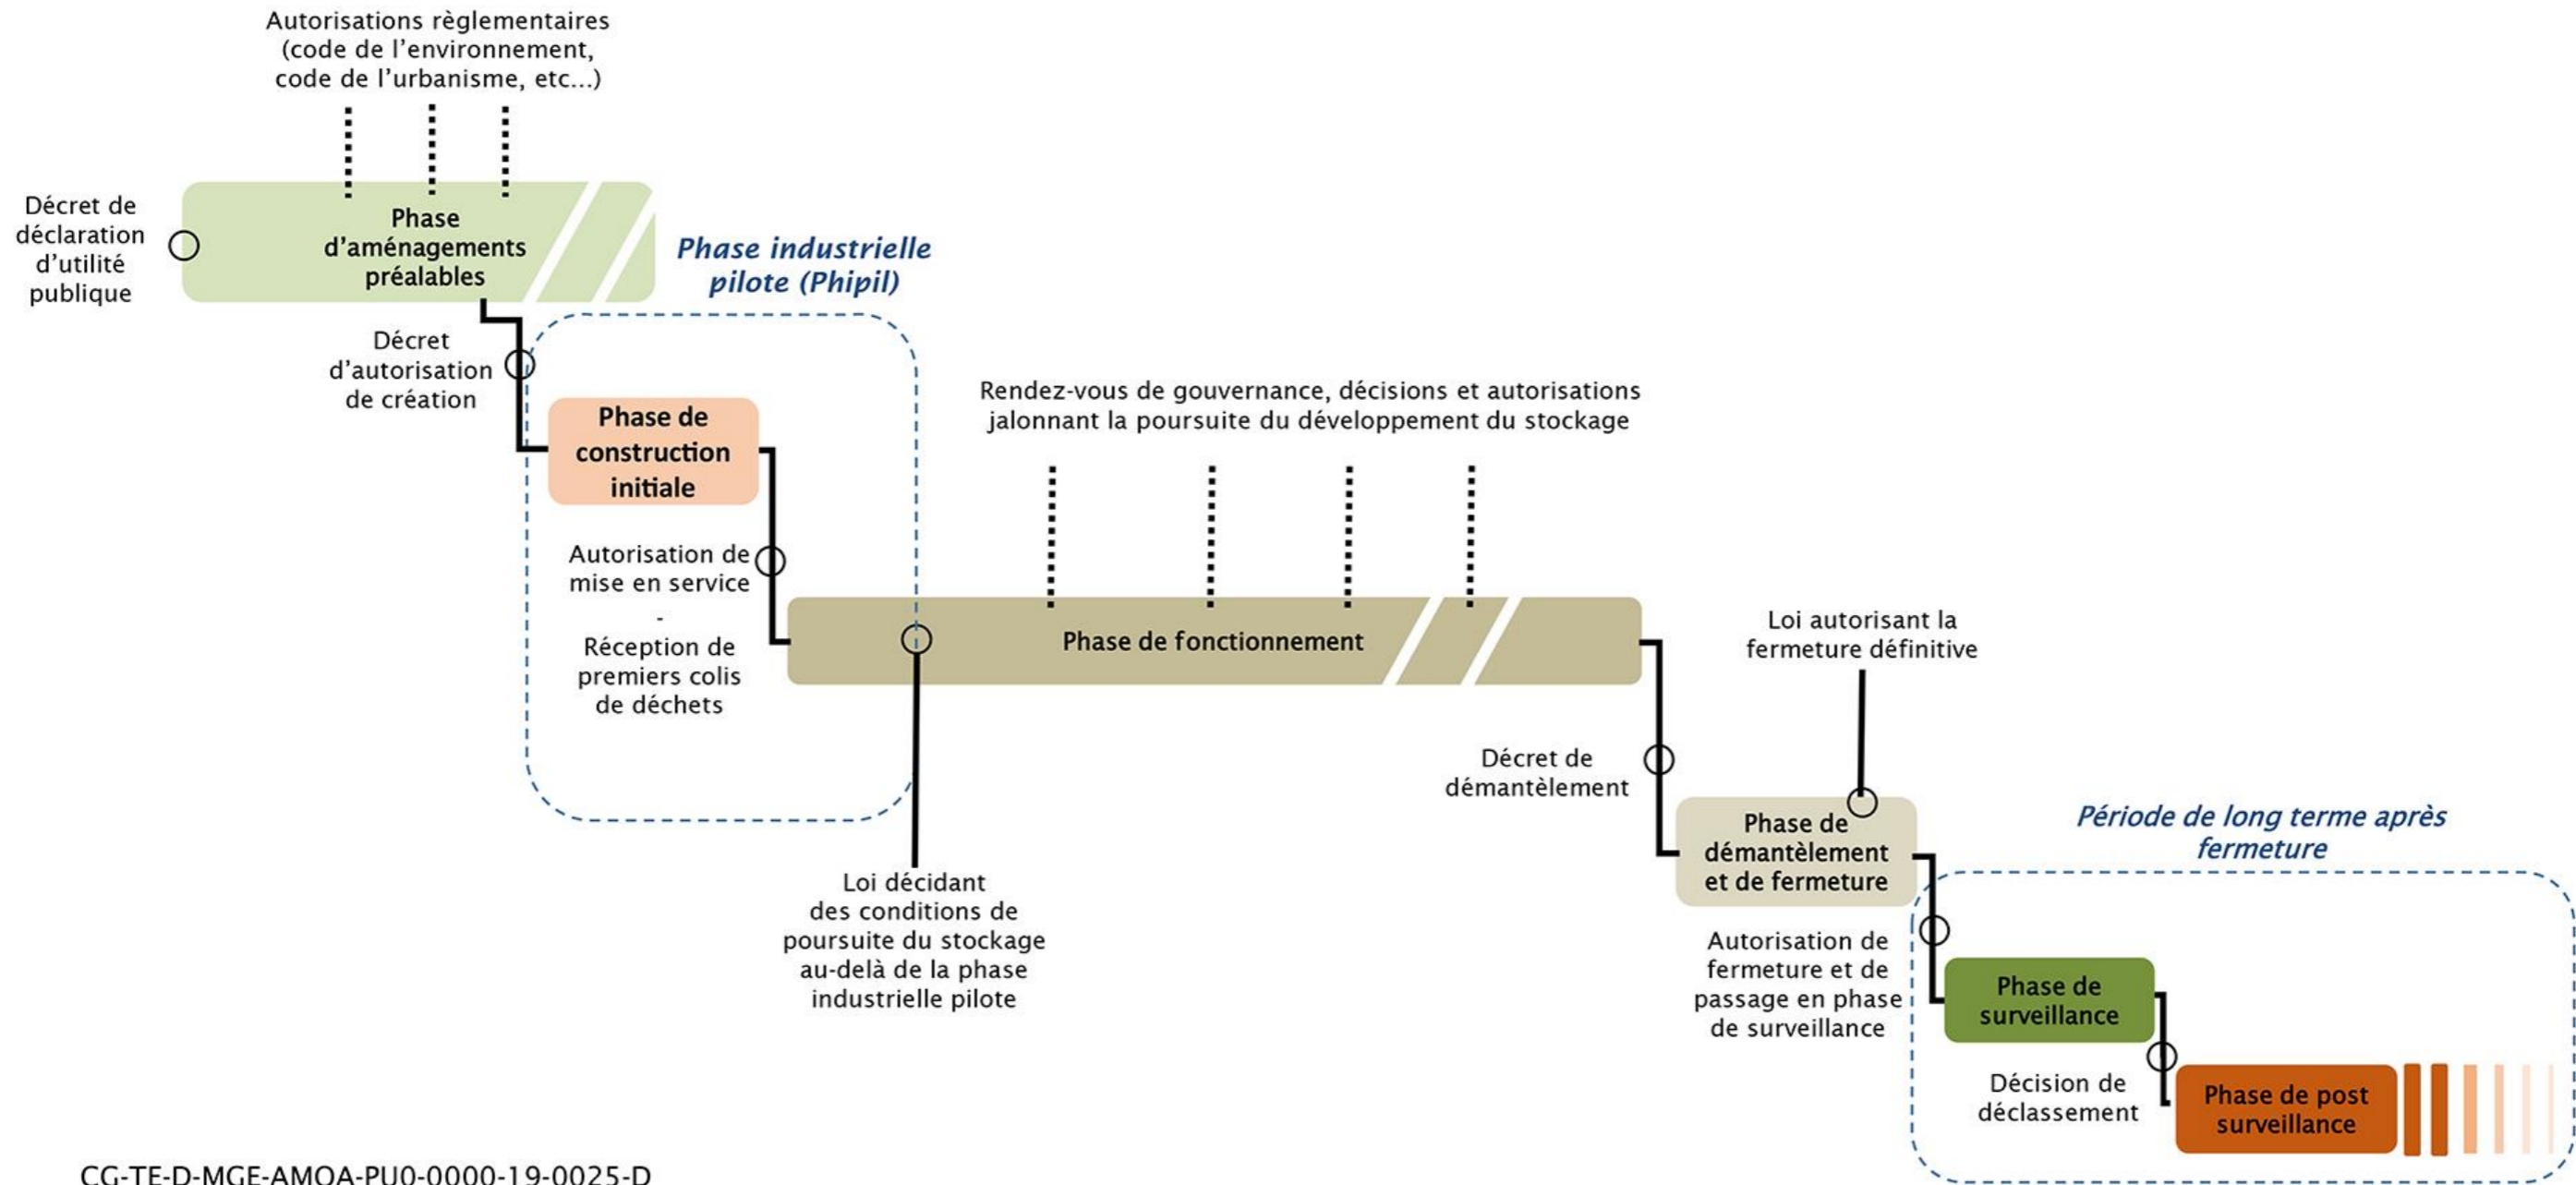 Autorisations règlementaires
(code de l'environnement,
code de l'urbanisme, etc...)
Décret de
déclaration
d'utilité
publique
Phase
d'aménagements
préalables
Phase industrielle
pilote (Phipil)
Décret
d'autorisation
de création
Phase de
construction
initiale
Rendez-vous de gouvernance, décisions et autorisations
jalonnant la poursuite du développement du stockage
Autorisation de
mise en service
-
Réception de
premiers colis
de déchets
Phase de fonctionnement
Loi autorisant la
fermeture définitive
Décret de
démantèlement
Phase de
démantèlement
et de fermeture
Période de long terme après
fermeture
Loi décidant
des conditions de
poursuite du stockage
au-delà de la phase
industrielle pilote
Autorisation de
fermeture et de
passage en phase
de surveillance
Phase de
surveillance
Décision de
déclassement
Phase de post
surveillance
CG-TE-D-MGE-AMOA-PU0-0000-19-0025-D